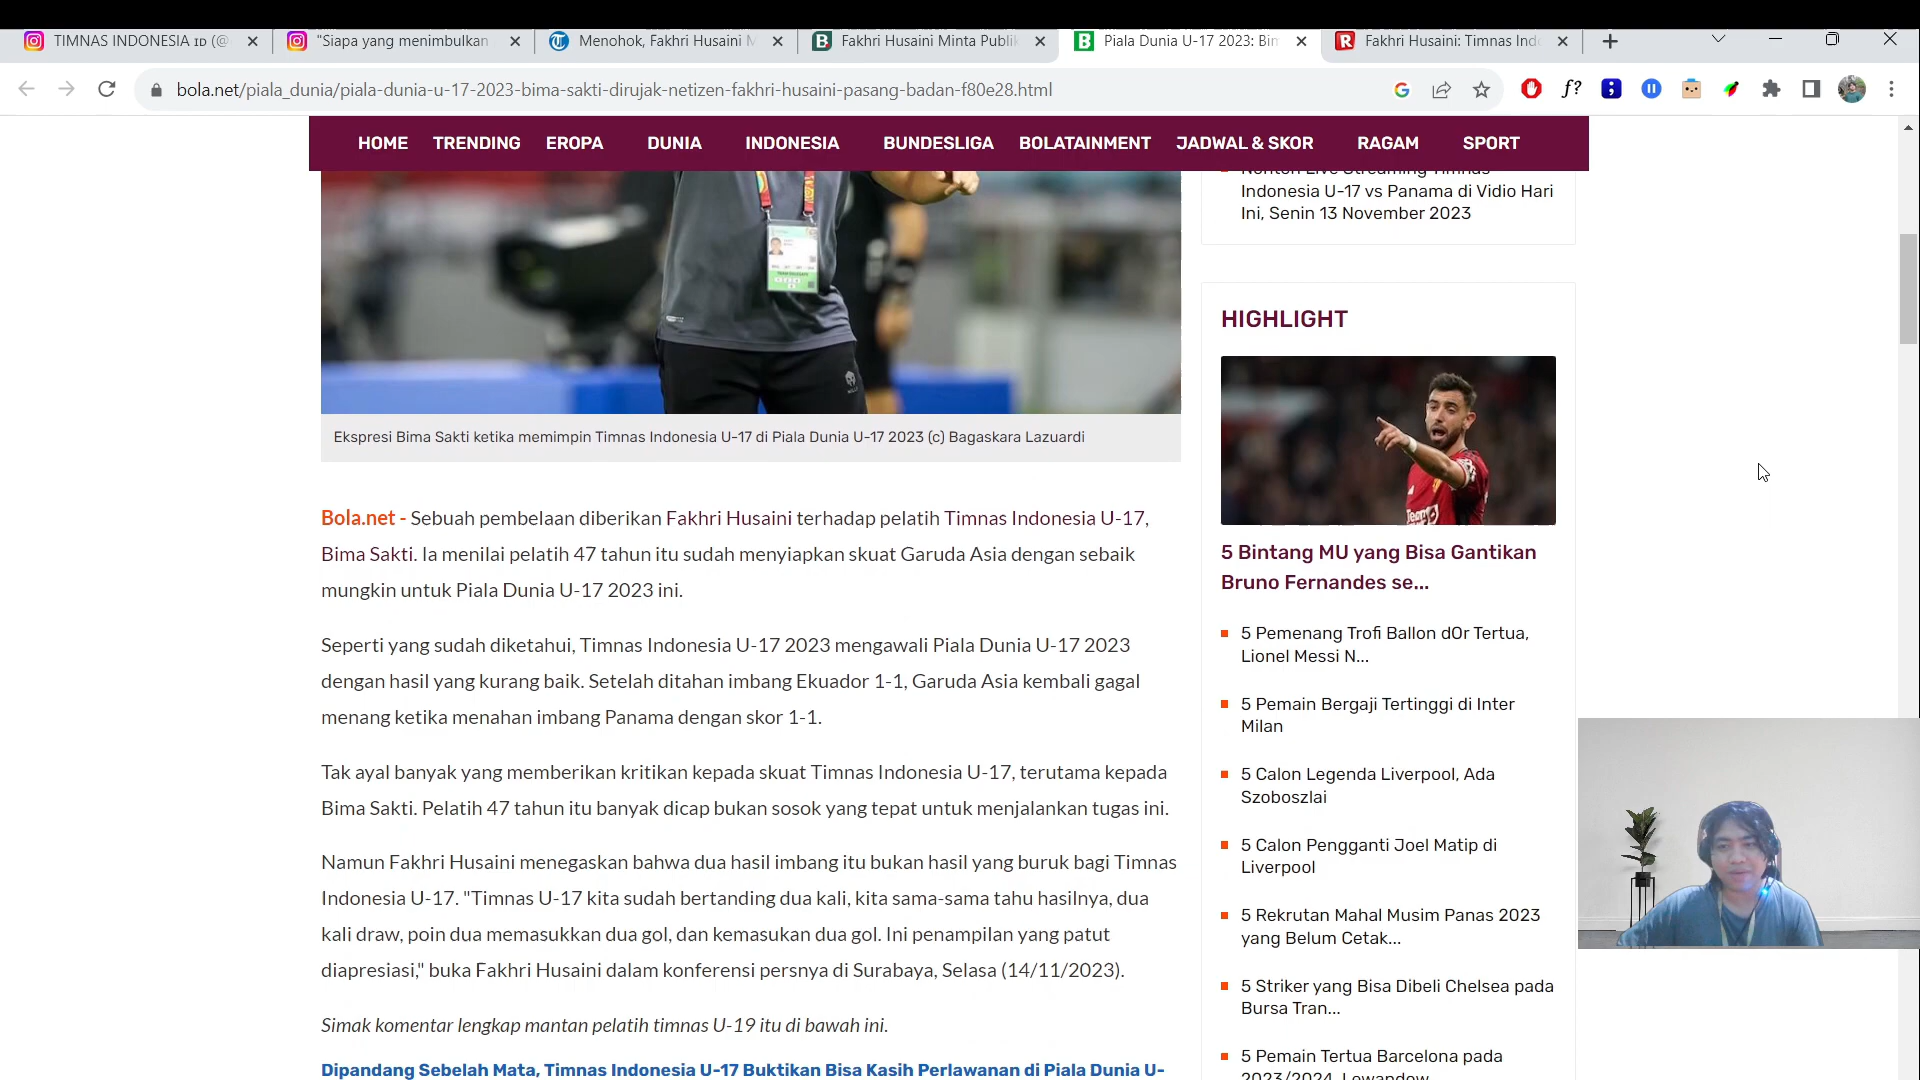 TIMNAS INDONESIA ɪᴅ (@
"Siapa yang menimbulkan
Menohok, Fakhri Husaini M
Fakhri Husaini Minta Publik
Piala Dunia U-17 2023: Bim
Fakhri Husaini: Timnas Indo
bola.net/piala_dunia/piala-dunia-u-17-2023-bima-sakti-dirujak-netizen-fakhri-husaini-pasang-badan-f80e28.html
HOME TRENDING EROPA DUNIA INDONESIA BUNDESLIGA BOLATAINMENT JADWAL & SKOR RAGAM SPORT
Ekspresi Bima Sakti ketika memimpin Timnas Indonesia U-17 di Piala Dunia U-17 2023 (c) Bagaskara Lazuardi
Bola.net - Sebuah pembelaan diberikan Fakhri Husaini terhadap pelatih Timnas Indonesia U-17,
Bima Sakti. Ia menilai pelatih 47 tahun itu sudah menyiapkan skuat Garuda Asia dengan sebaik
mungkin untuk Piala Dunia U-17 2023 ini.
Seperti yang sudah diketahui, Timnas Indonesia U-17 2023 mengawali Piala Dunia U-17 2023
dengan hasil yang kurang baik. Setelah ditahan imbang Ekuador 1-1, Garuda Asia kembali gagal
menang ketika menahan imbang Panama dengan skor 1-1.
Tak ayal banyak yang memberikan kritikan kepada skuat Timnas Indonesia U-17, terutama kepada
Bima Sakti. Pelatih 47 tahun itu banyak dicap bukan sosok yang tepat untuk menjalankan tugas ini.
Namun Fakhri Husaini menegaskan bahwa dua hasil imbang itu bukan hasil yang buruk bagi Timnas
Indonesia U-17. "Timnas U-17 kita sudah bertanding dua kali, kita sama-sama tahu hasilnya, dua
kali draw, poin dua memasukkan dua gol, dan kemasukan dua gol. Ini penampilan yang patut
diapresiasi," buka Fakhri Husaini dalam konferensi persnya di Surabaya, Selasa (14/11/2023).
Simak komentar lengkap mantan pelatih timnas U-19 itu di bawah ini.
Dipandang Sebelah Mata, Timnas Indonesia U-17 Buktikan Bisa Kasih Perlawanan di Piala Dunia U-
Nonton Live Streaming Timnas
Indonesia U-17 vs Panama di Vidio Hari
Ini, Senin 13 November 2023
HIGHLIGHT
5 Bintang MU yang Bisa Gantikan
Bruno Fernandes se...
5 Pemenang Trofi Ballon dOr Tertua,
Lionel Messi N...
5 Pemain Bergaji Tertinggi di Inter
Milan
5 Calon Legenda Liverpool, Ada
Szoboszlai
5 Calon Pengganti Joel Matip di
Liverpool
5 Rekrutan Mahal Musim Panas 2023
yang Belum Cetak...
5 Striker yang Bisa Dibeli Chelsea pada
Bursa Tran...
5 Pemain Tertua Barcelona pada
2023/2024, Lewandow...